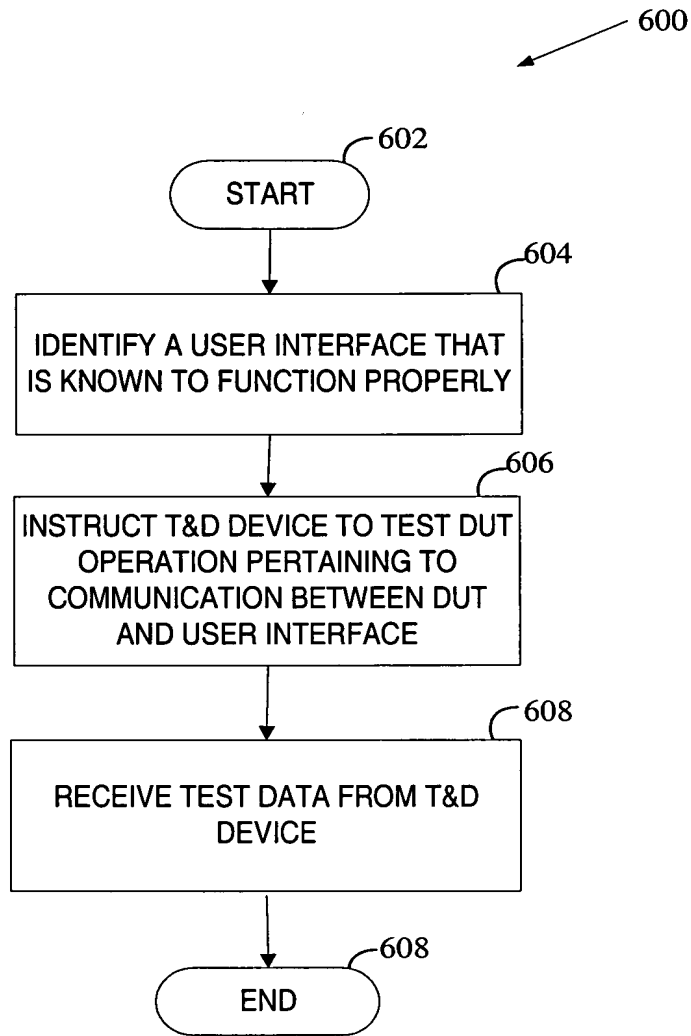 600
602
START
604
IDENTIFY A USER INTERFACE THAT
IS KNOWN TO FUNCTION PROPERLY
606
INSTRUCT T&D DEVICE TO TEST DUT
OPERATION PERTAINING TO
COMMUNICATION BETWEEN DUT
AND USER INTERFACE
608
RECEIVE TEST DATA FROM T&D
DEVICE
608
END